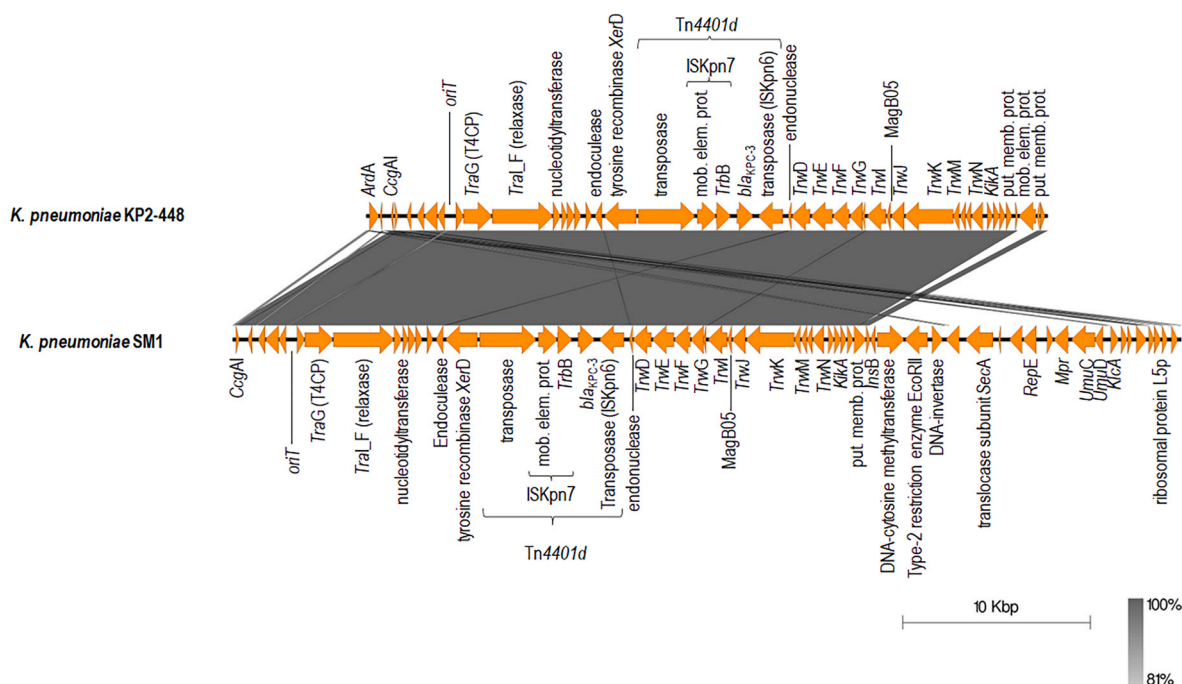 Tn4401d
ISKpn7
ArdA
CcgAI
oriT
TraG (T4CP)
TraI_F (relaxase)
nucleotidyltransferase
endoculease
tyrosine recombinase XerD
transposase
mob. elem. prot.
TrbB
blaKPC-3
transposase (ISKpn6)
endonuclease
TrwD
TrwE
TrwF
TrwG
TrwI
MagB05
TrwJ
TrwK
TrwM
TrwN
KikA
put. memb. prot.
mob. elem. prot.
put. memb. prot.
K. pneumoniae KP2-448
K. pneumoniae SM1
CcgAI
oriT
TraG (T4CP)
TraI_F (relaxase)
nucleotidyltransferase
Endoculease
tyrosine recombinase XerD
transposase
mob. elem. prot.
TrbB
blaKPC-3
Transposase (ISKpn6)
endonuclease
TrwD
TrwE
TrwF
TrwG
TrwI
MagB05
TrwJ
TrwK
TrwM
TrwN
KikA
put. memb. prot.
InsB
DNA-cytosine methyltransferase
Type-2 restriction enzyme EcoRII
DNA-invertase
translocase subunit SecA
RepE
Mpr
UmuC
UmuD
KlcA
ribosomal protein L5p
ISKpn7
Tn4401d
10 Kbp
100%
81%